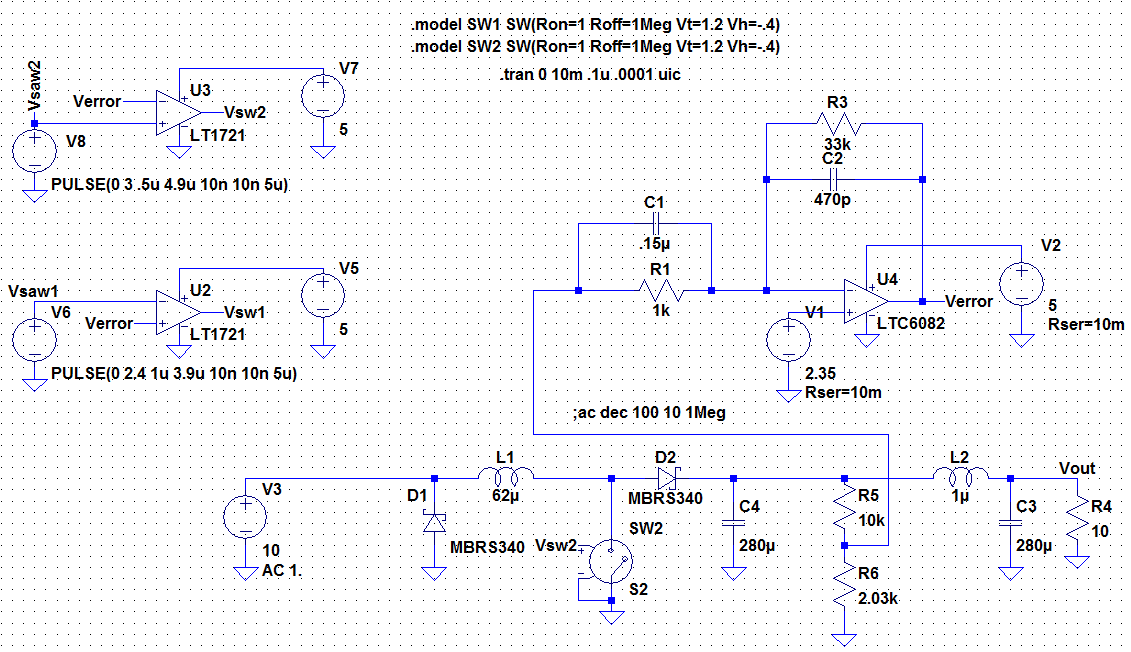 .model SW1 SW(Ron=1 Roff=1Meg Vt=1.2 Vh=-.4)
.model SW2 SW(Ron=1 Roff=1Meg Vt=1.2 Vh=-.4)
.tran 0 10m .1u .0001 uic
Vsaw2
Verror
U3
V7
Vsw2
V8
LT1721
5
PULSE(0 3 .5u 4.9u 10n 10n 5u)
R3
33k
C2
470p
C1
.15µ
R1
1k
V2
U4
Verror
5
Rser=10m
V1
LTC6082
2.35
Rser=10m
Vsaw1
U2
V5
V6
Verror
Vsw1
LT1721
5
PULSE(0 2.4 1u 3.9u 10n 10n 5u)
;ac dec 100 10 1Meg
V3
10
AC 1.
D1
MBRS340
L1
62µ
D2
MBRS340
SW2
Vsw2
S2
C4
280µ
R5
10k
R6
2.03k
L2
1µ
Vout
C3
280µ
R4
10